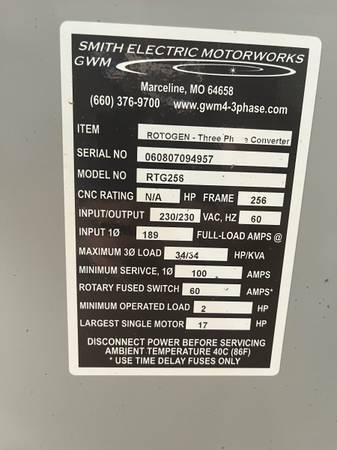 SMITH ELECTRIC MOTORWORKS
GWM
Marceline, MO 64658
(660) 376-9700 www.gwm4-3phase.com
ITEM ROTOGEN - Three Ph e Converter
SERIAL NO 060807094957
MODEL NO RTG256
CNC RATING N/A HP FRAME 256
INPUT/OUTPUT 230/230 VAC, HZ 60
INPUT 1Ø 189 FULL-LOAD AMPS @
MAXIMUM 3Ø LOAD 34/34 HP/KVA
MINIMUM SERIVCE, 1Ø 100 AMPS
ROTARY FUSED SWITCH 60 AMPS*
MINIMUM OPERATED LOAD 2 HP
LARGEST SINGLE MOTOR 17 HP
DISCONNECT POWER BEFORE SERVICING
AMBIENT TEMPERATURE 40C (86F)
* USE TIME DELAY FUSES ONLY